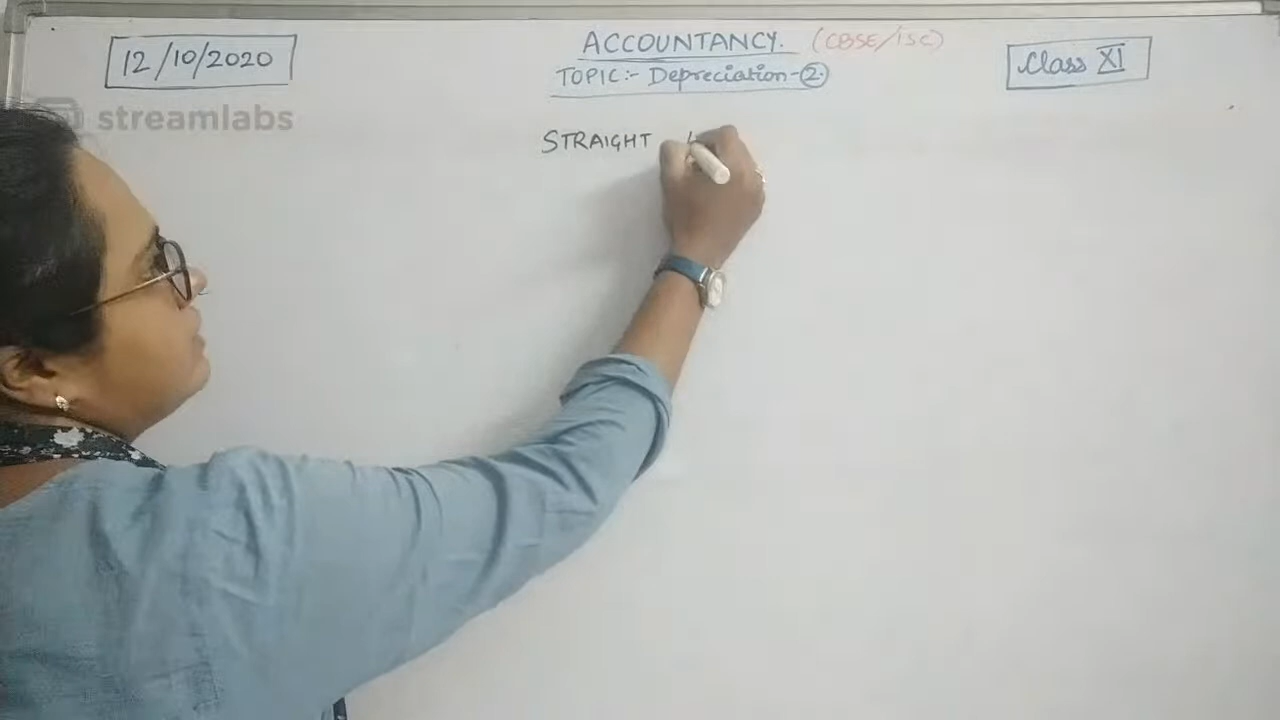 12/10/2020
ACCOUNTANCY. (CBSE/ISC)
TOPIC:- Depreciation-②.
Class XI
streamlabs
STRAIGHT